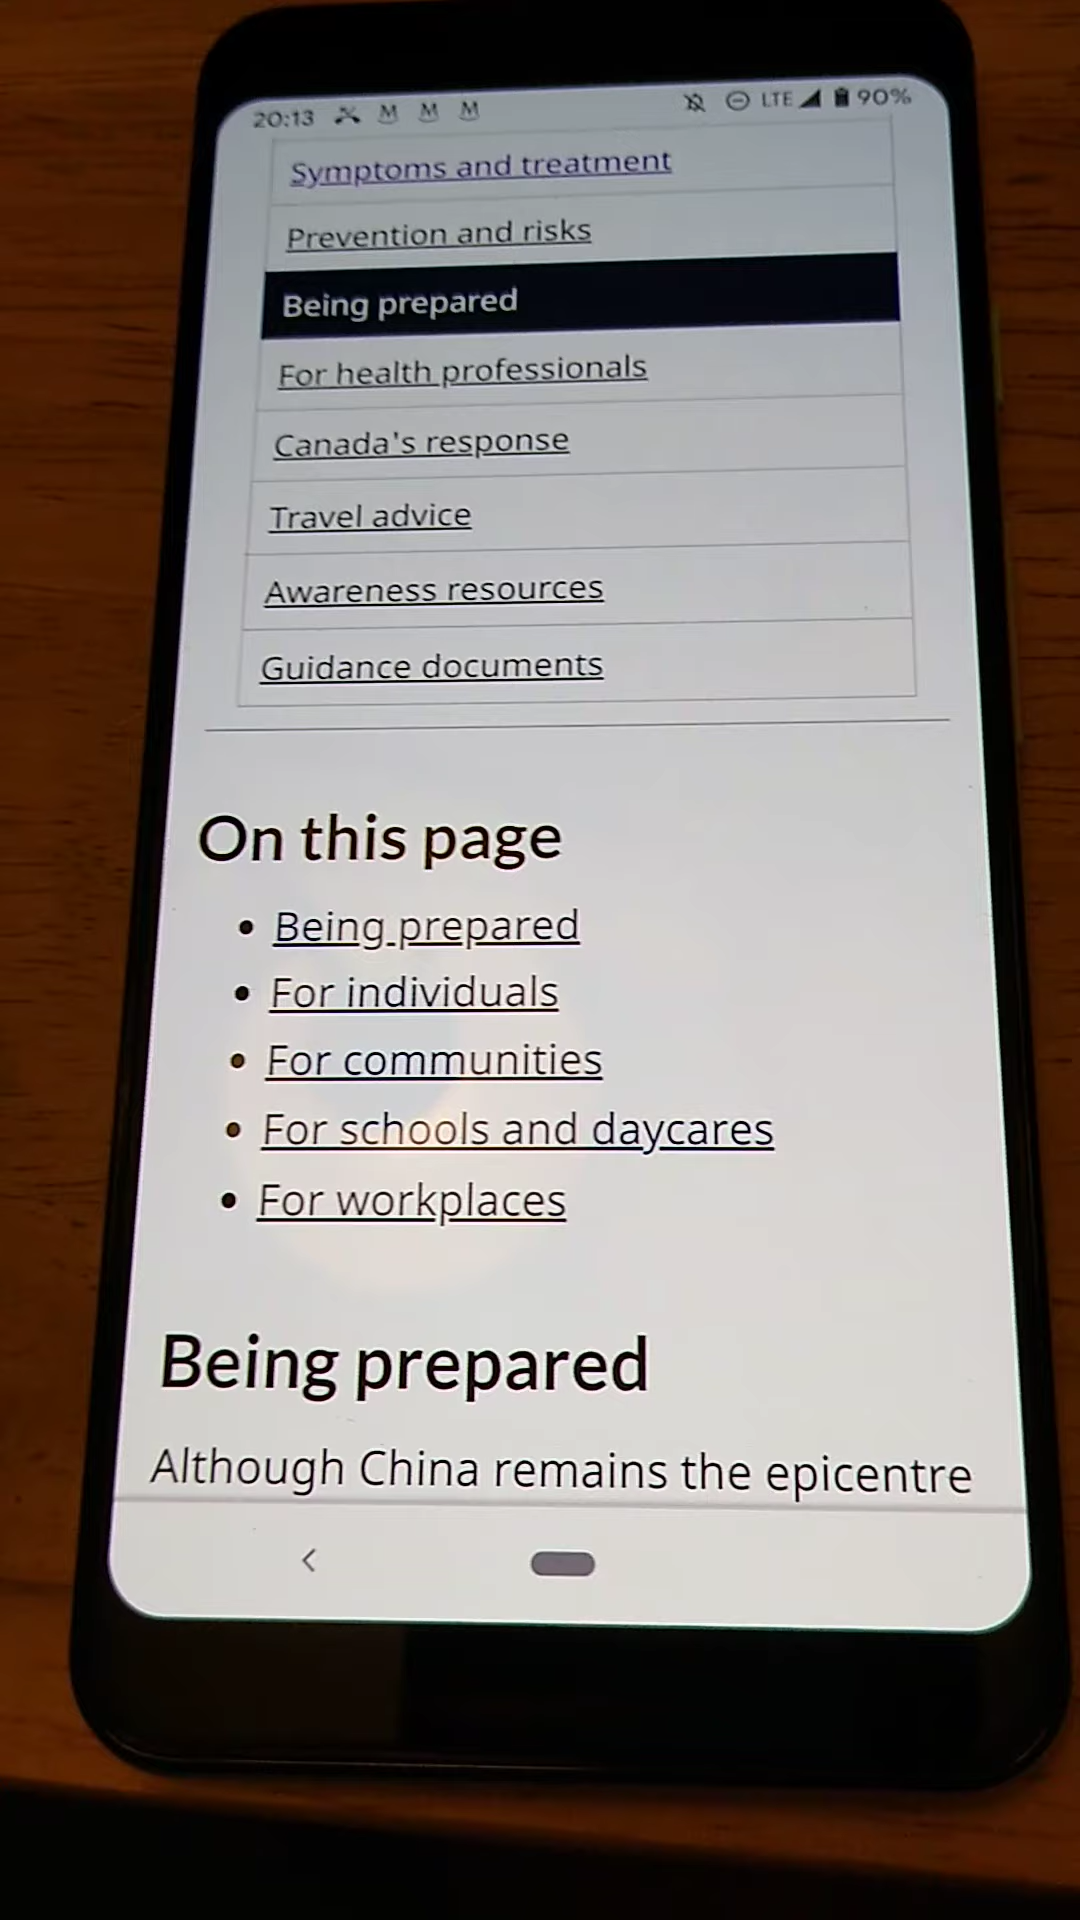 20:13 LTE 90%
Symptoms and treatment
Prevention and risks
Being prepared
For health professionals
Canada's response
Travel advice
Awareness resources
Guidance documents
On this page
• Being prepared
• For individuals
• For communities
• For schools and daycares
• For workplaces
Being prepared
Although China remains the epicentre